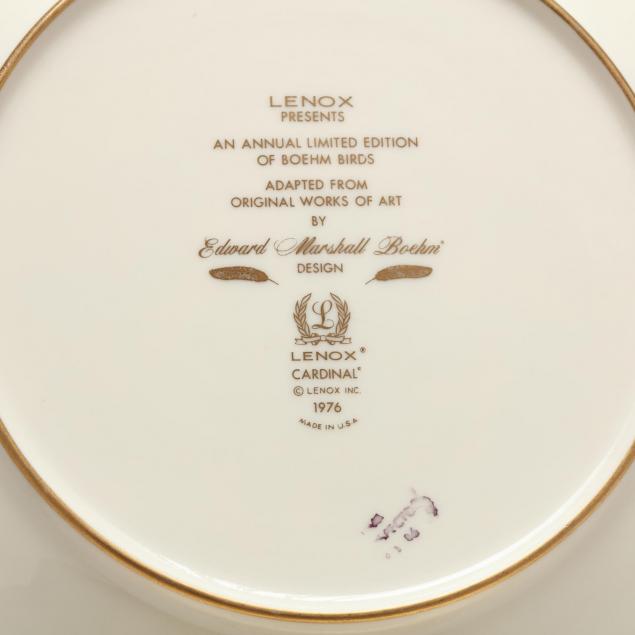 LENOX
PRESENTS
AN ANNUAL LIMITED EDITION
OF BOEHM BIRDS
ADAPTED FROM
ORIGINAL WORKS OF ART
BY
Edward Marshall Boehm®
DESIGN
L
LENOX®
CARDINAL©
© LENOX INC.
1976
MADE IN U.S.A